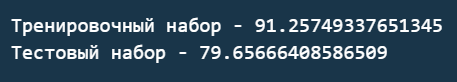 Тренировочный набор - 91.25749337651345
Тестовый набор - 79.65666408586509